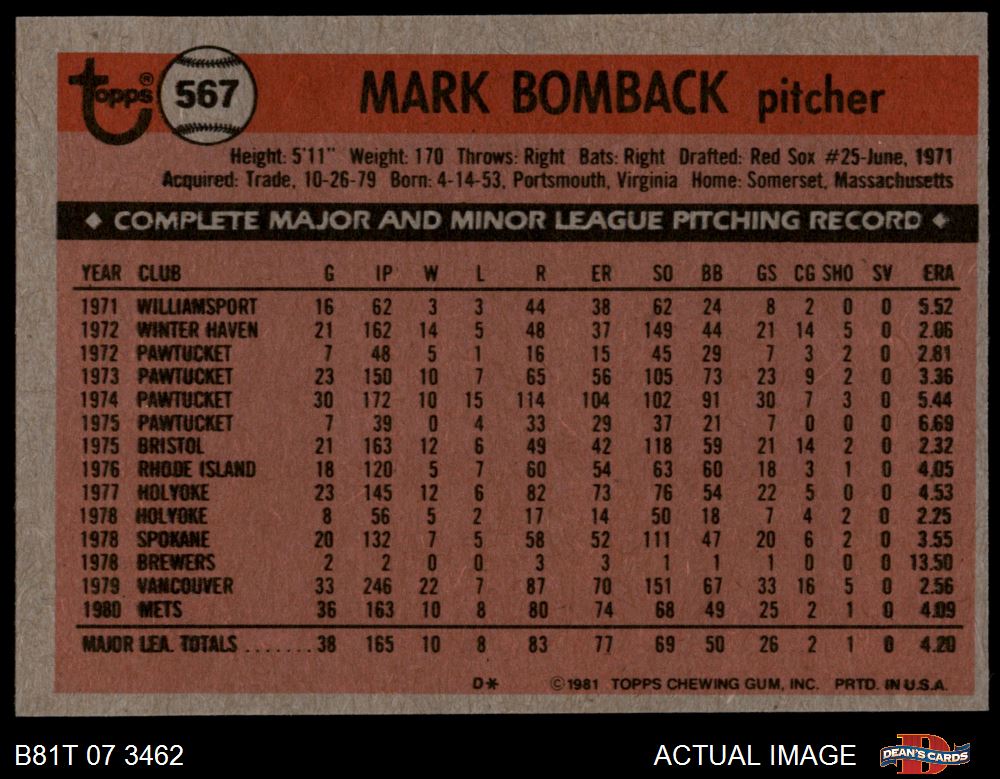 Topps® 567 MARK BOMBACK pitcher
Height: 5'11" Weight: 170 Throws: Right Bats: Right Drafted: Red Sox #25-June, 1971
Acquired: Trade, 10-26-79 Born: 4-14-53, Portsmouth, Virginia Home: Somerset, Massachusetts
◆ COMPLETE MAJOR AND MINOR LEAGUE PITCHING RECORD ◆
YEAR CLUB G IP W L R ER SO BB GS CG SHO SV ERA
1971 WILLIAMSPORT 16 62 3 3 44 38 62 24 8 2 0 0 5.52
1972 WINTER HAVEN 21 162 14 5 48 37 149 44 21 14 5 0 2.06
1972 PAWTUCKET 7 48 5 1 16 15 45 29 7 3 2 0 2.81
1973 PAWTUCKET 23 150 10 7 65 56 105 73 23 9 2 0 3.36
1974 PAWTUCKET 30 172 10 15 114 104 102 91 30 7 3 0 5.44
1975 PAWTUCKET 7 39 0 4 33 29 37 21 7 0 0 0 6.69
1975 BRISTOL 21 163 12 6 49 42 118 59 21 14 2 0 2.32
1976 RHODE ISLAND 18 120 5 7 60 54 63 60 18 3 1 0 4.05
1977 HOLYOKE 23 145 12 6 82 73 76 54 22 5 0 0 4.53
1978 HOLYOKE 8 56 5 2 17 14 50 18 7 4 2 0 2.25
1978 SPOKANE 20 132 7 5 58 52 111 47 20 6 2 0 3.55
1978 BREWERS 2 2 0 0 3 3 1 1 1 0 0 0 13.50
1979 VANCOUVER 33 246 22 7 87 70 151 67 33 16 5 0 2.56
1980 METS 36 163 10 8 80 74 68 49 25 2 1 0 4.09
MAJOR LEA. TOTALS ....... 38 165 10 8 83 77 69 50 26 2 1 0 4.20
D* ©1981 TOPPS CHEWING GUM, INC. PRTD. IN U.S.A.
B81T 07 3462 ACTUAL IMAGE DEAN'S CARDS